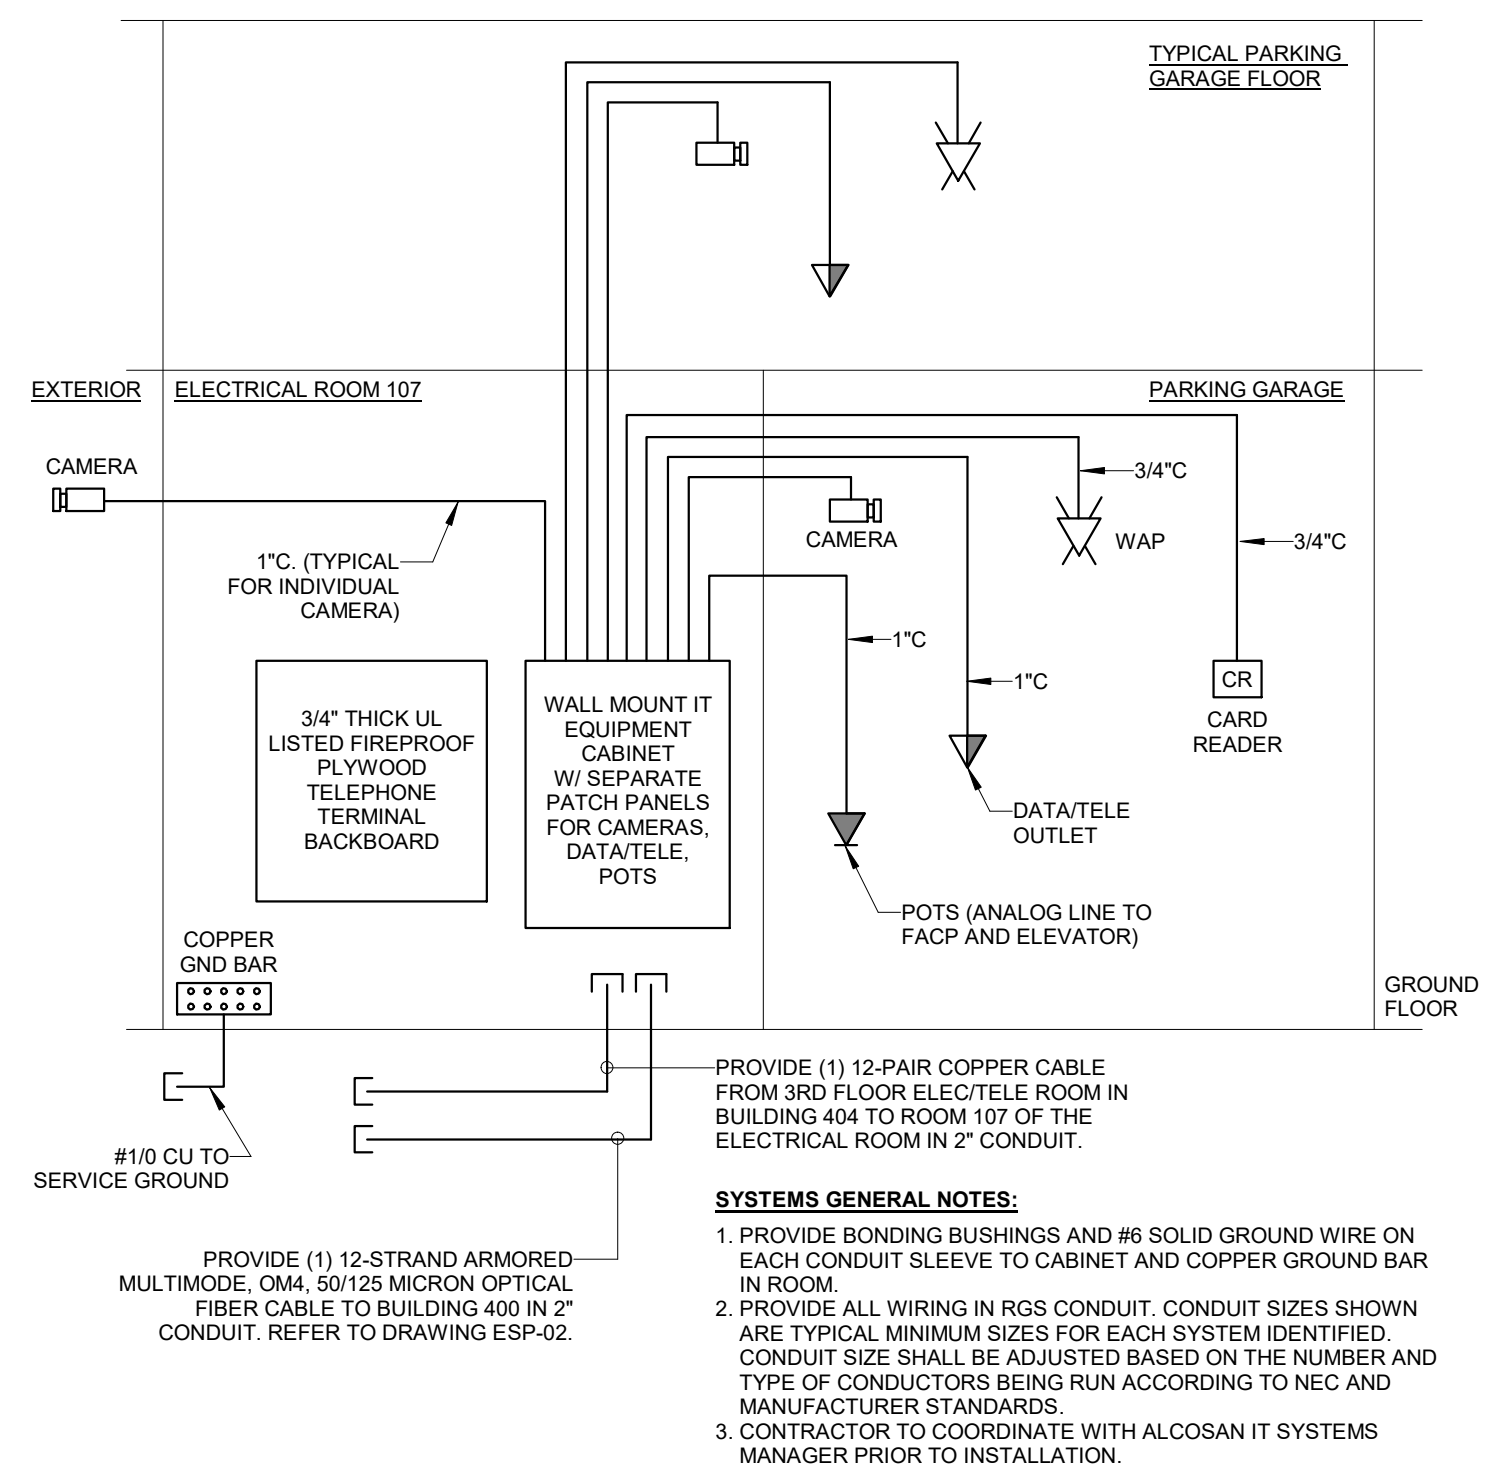 TYPICAL PARKING
GARAGE FLOOR
EXTERIOR
ELECTRICAL ROOM 107
PARKING GARAGE
CAMERA
1"C. (TYPICAL
FOR INDIVIDUAL
CAMERA)
CAMERA
3/4"C
WAP
3/4"C
1"C
1"C
CR
CARD
READER
3/4" THICK UL
LISTED FIREPROOF
PLYWOOD
TELEPHONE
TERMINAL
BACKBOARD
WALL MOUNT IT
EQUIPMENT
CABINET
W/ SEPARATE
PATCH PANELS
FOR CAMERAS,
DATA/TELE,
POTS
DATA/TELE
OUTLET
POTS (ANALOG LINE TO
FACP AND ELEVATOR)
COPPER
GND BAR
GROUND
FLOOR
#1/0 CU TO
SERVICE GROUND
PROVIDE (1) 12-PAIR COPPER CABLE
FROM 3RD FLOOR ELEC/TELE ROOM IN
BUILDING 404 TO ROOM 107 OF THE
ELECTRICAL ROOM IN 2" CONDUIT.
PROVIDE (1) 12-STRAND ARMORED
MULTIMODE, OM4, 50/125 MICRON OPTICAL
FIBER CABLE TO BUILDING 400 IN 2"
CONDUIT. REFER TO DRAWING ESP-02.
SYSTEMS GENERAL NOTES:
1. PROVIDE BONDING BUSHINGS AND #6 SOLID GROUND WIRE ON
EACH CONDUIT SLEEVE TO CABINET AND COPPER GROUND BAR
IN ROOM.
2. PROVIDE ALL WIRING IN RGS CONDUIT. CONDUIT SIZES SHOWN
ARE TYPICAL MINIMUM SIZES FOR EACH SYSTEM IDENTIFIED.
CONDUIT SIZE SHALL BE ADJUSTED BASED ON THE NUMBER AND
TYPE OF CONDUCTORS BEING RUN ACCORDING TO NEC AND
MANUFACTURER STANDARDS.
3. CONTRACTOR TO COORDINATE WITH ALCOSAN IT SYSTEMS
MANAGER PRIOR TO INSTALLATION.